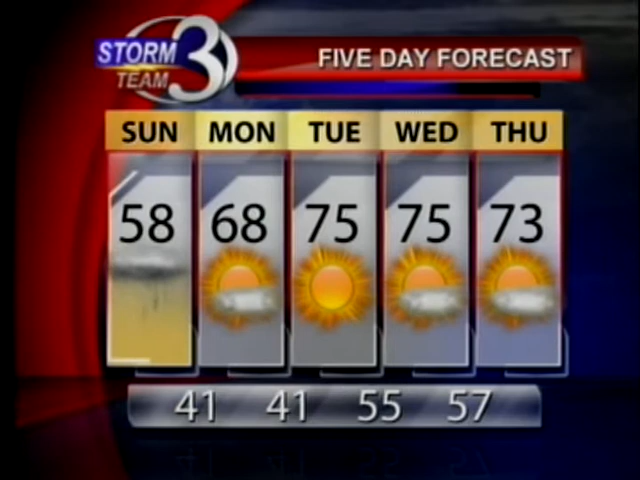 STORM 3
TEAM
FIVE DAY FORECAST
SUN MON TUE WED THU
58 68 75 75 73
41 41 55 57